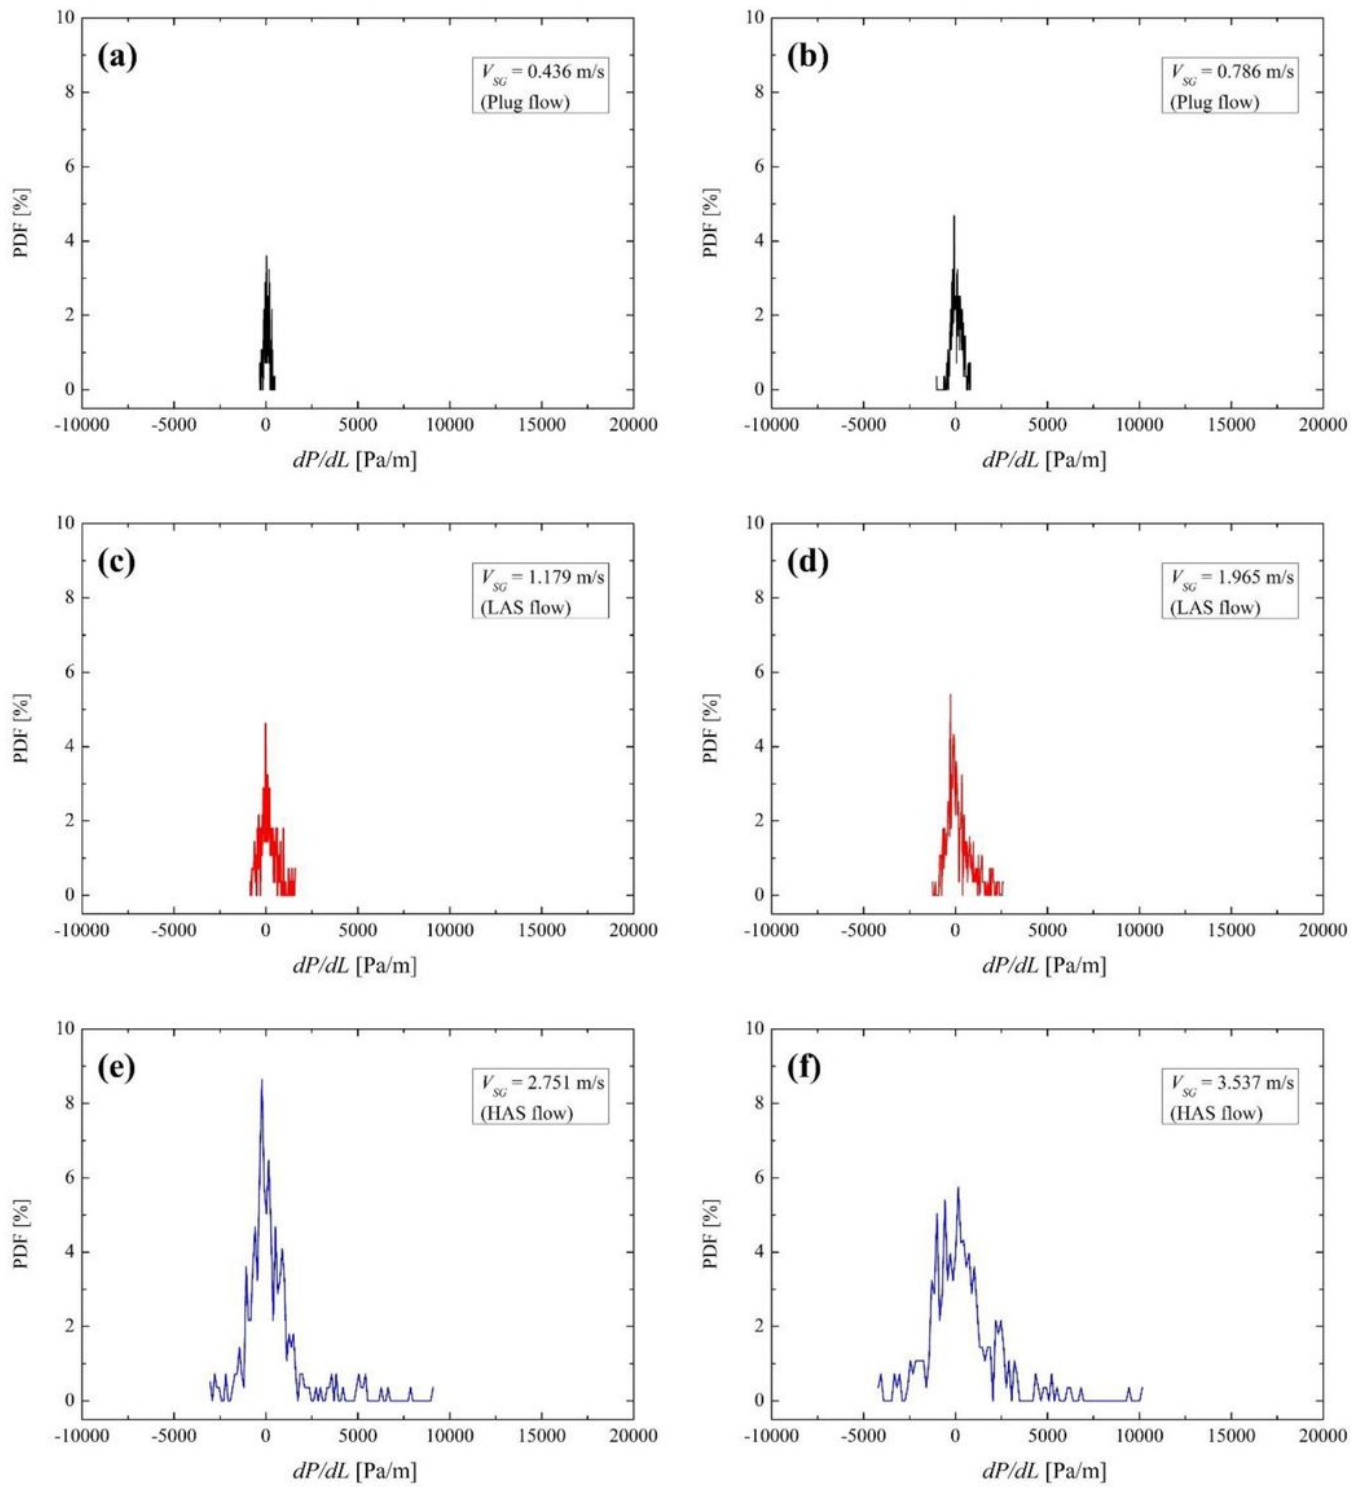 (a)
V_SG = 0.436 m/s
(Plug flow)
PDF [%]
10
8
6
4
2
0
-10000 -5000 0 5000 10000 15000 20000
dP/dL [Pa/m]
(b)
V_SG = 0.786 m/s
(Plug flow)
PDF [%]
10
8
6
4
2
0
-10000 -5000 0 5000 10000 15000 20000
dP/dL [Pa/m]
(c)
V_SG = 1.179 m/s
(LAS flow)
PDF [%]
10
8
6
4
2
0
-10000 -5000 0 5000 10000 15000 20000
dP/dL [Pa/m]
(d)
V_SG = 1.965 m/s
(LAS flow)
PDF [%]
10
8
6
4
2
0
-10000 -5000 0 5000 10000 15000 20000
dP/dL [Pa/m]
(e)
V_SG = 2.751 m/s
(HAS flow)
PDF [%]
10
8
6
4
2
0
-10000 -5000 0 5000 10000 15000 20000
dP/dL [Pa/m]
(f)
V_SG = 3.537 m/s
(HAS flow)
PDF [%]
10
8
6
4
2
0
-10000 -5000 0 5000 10000 15000 20000
dP/dL [Pa/m]